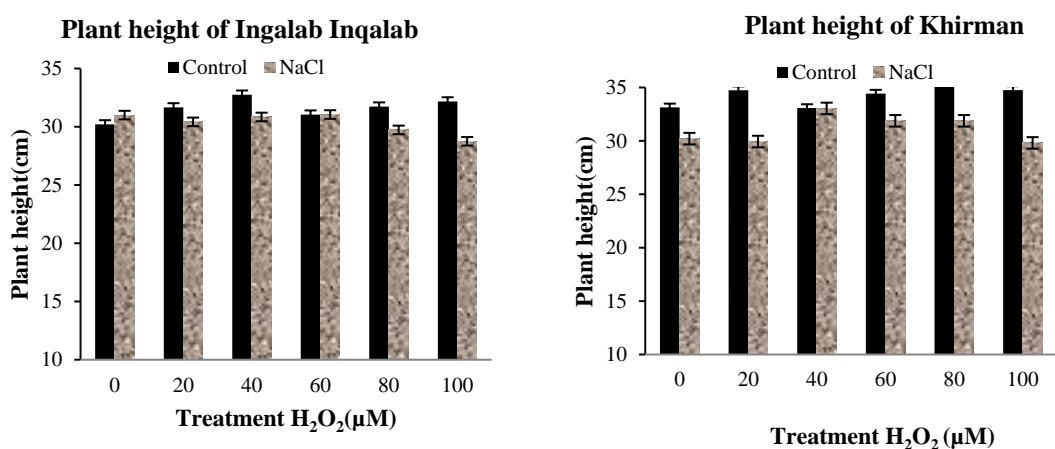 Plant height of Ingalab Inqalab
Control NaCl
35
30
25
20
15
10
Plant height(cm)
0 20 40 60 80 100
Treatment H₂O₂(µM)
Plant height of Khirman
Control NaCl
35
30
25
20
15
10
Plant height(cm)
0 20 40 60 80 100
Treatment H₂O₂ (µM)